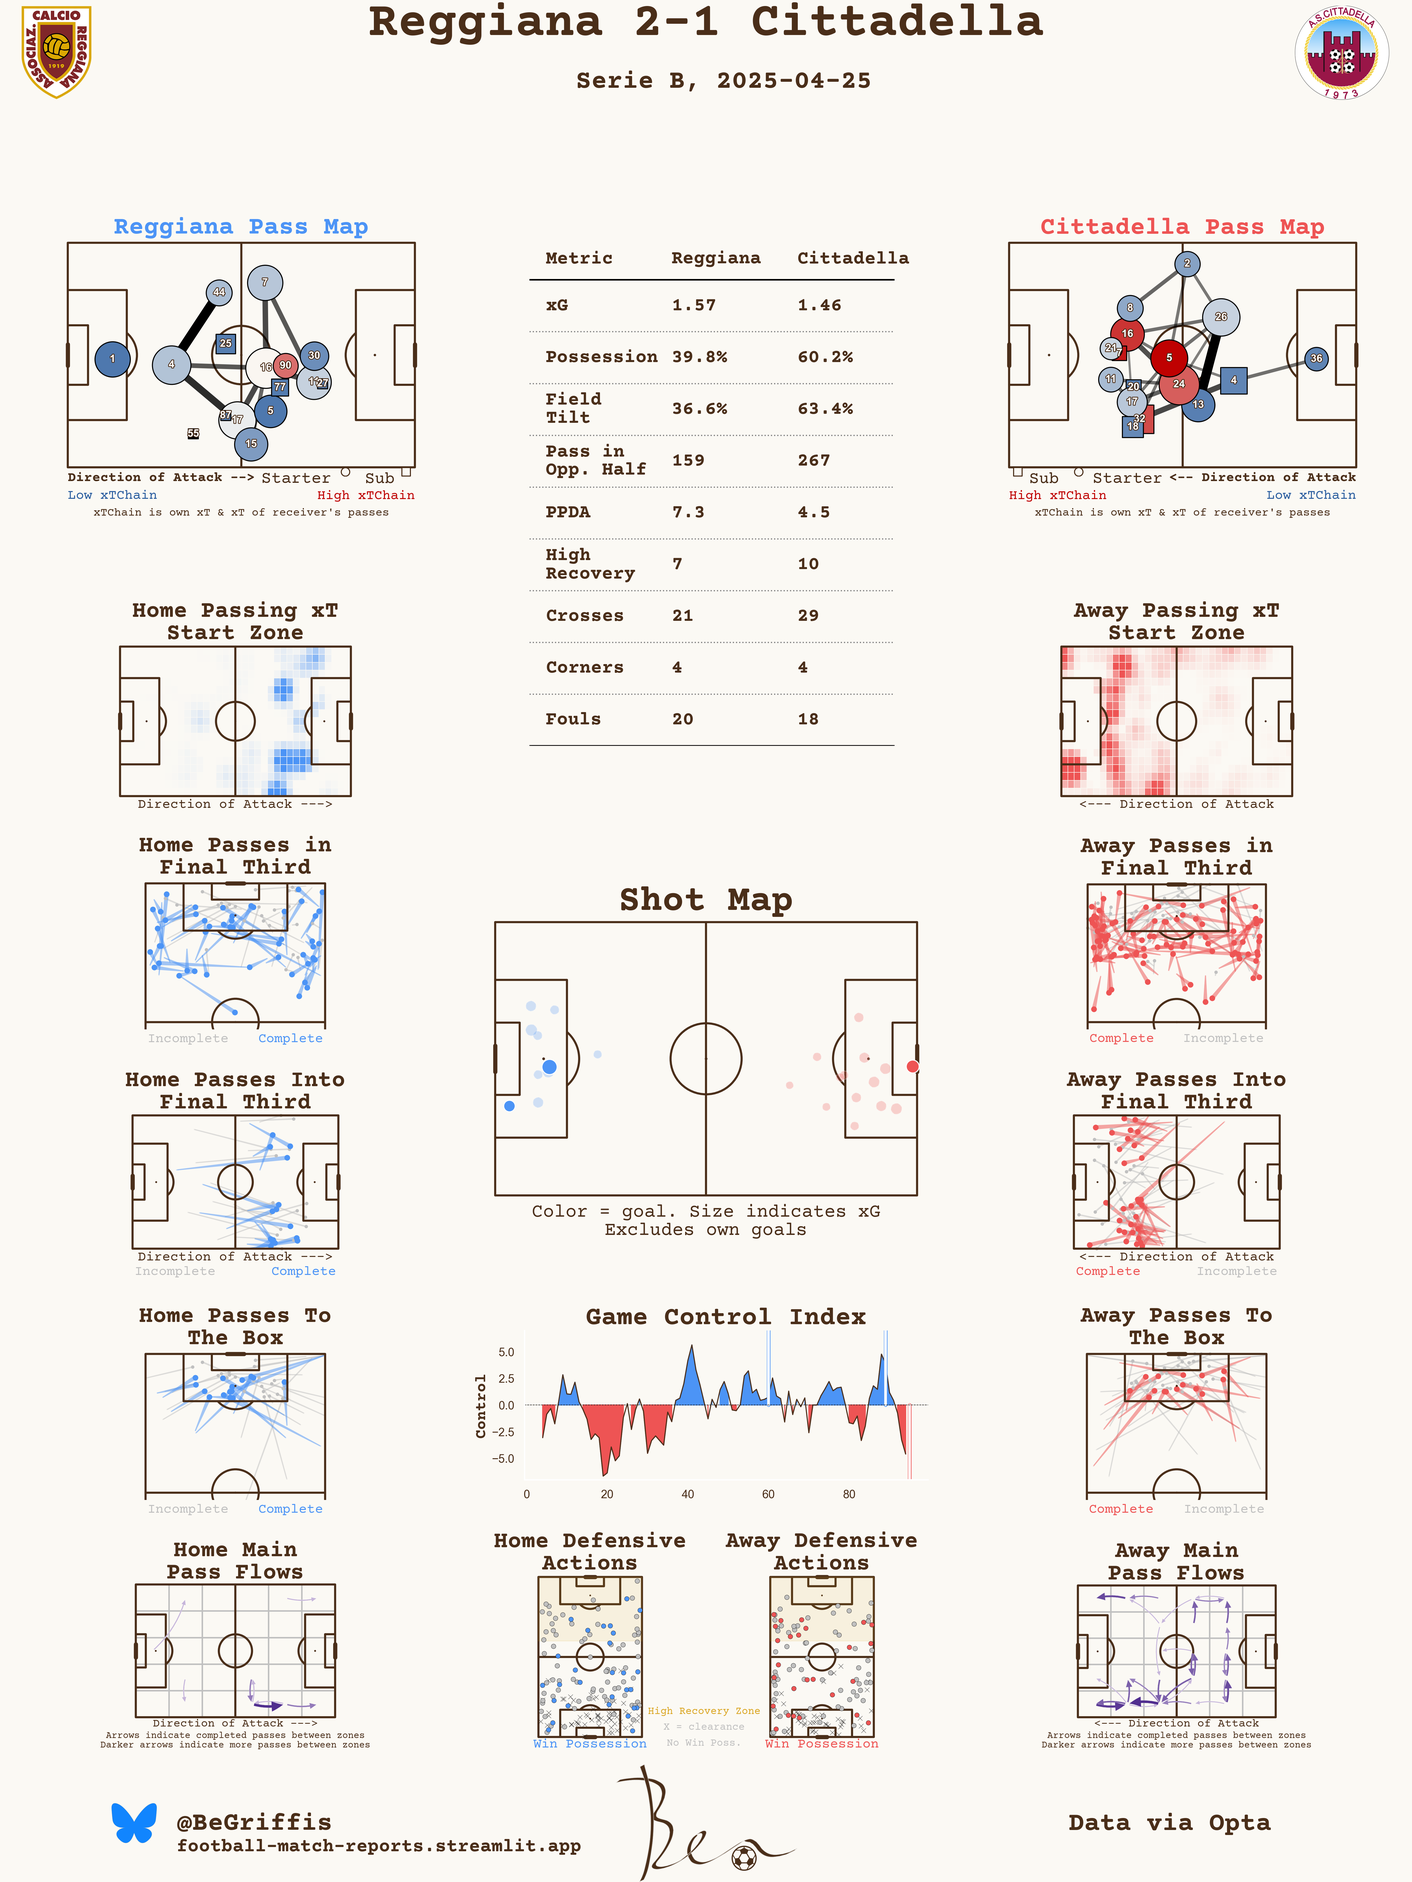 Reggiana 2-1 Cittadella
Serie B, 2025-04-25
ASSOCIAZ. CALCIO REGGIANA
1919
A.S.CITTADELLA
1973
Reggiana Pass Map
1
44
4
25
7
16
90
30
77
27
87
17
5
15
55
Direction of Attack --> Starter Sub
Low xTChain High xTChain
xTChain is own xT & xT of receiver's passes
Metric Reggiana Cittadella
xG 1.57 1.46
Possession 39.8% 60.2%
Field
Tilt 36.6% 63.4%
Pass in
Opp. Half 159 267
PPDA 7.3 4.5
High
Recovery 7 10
Crosses 21 29
Corners 4 4
Fouls 20 18
Cittadella Pass Map
2
8
26
16
21
7
5
36
11
20
24
4
17
13
32
18
Sub Starter <-- Direction of Attack
High xTChain Low xTChain
xTChain is own xT & xT of receiver's passes
Home Passing xT
Start Zone
Direction of Attack --->
Away Passing xT
Start Zone
<--- Direction of Attack
Home Passes in
Final Third
Incomplete Complete
Away Passes in
Final Third
Complete Incomplete
Shot Map
Color = goal. Size indicates xG
Excludes own goals
Home Passes Into
Final Third
Direction of Attack --->
Incomplete Complete
Away Passes Into
Final Third
<--- Direction of Attack
Complete Incomplete
Home Passes To
The Box
Incomplete Complete
Game Control Index
Control
5.0
2.5
0.0
−2.5
−5.0
0 20 40 60 80
Away Passes To
The Box
Complete Incomplete
Home Main
Pass Flows
Direction of Attack --->
Arrows indicate completed passes between zones
Darker arrows indicate more passes between zones
Home Defensive
Actions
Win Possession
Away Defensive
Actions
Win Possession
High Recovery Zone
X = clearance
No Win Poss.
Away Main
Pass Flows
<--- Direction of Attack
Arrows indicate completed passes between zones
Darker arrows indicate more passes between zones
@BeGriffis
football-match-reports.streamlit.app
Ben
Data via Opta